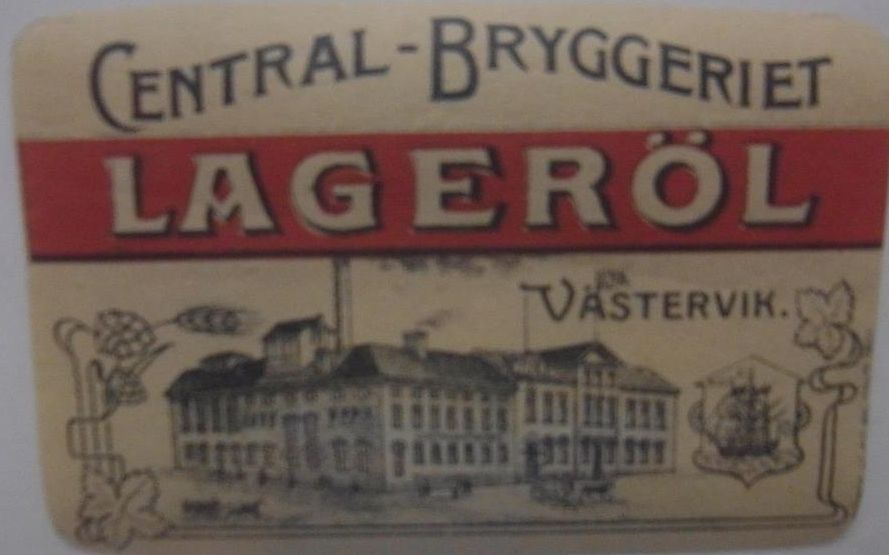 CENTRAL-BRYGGERIET
LAGERÖL
VÄSTERVIK.